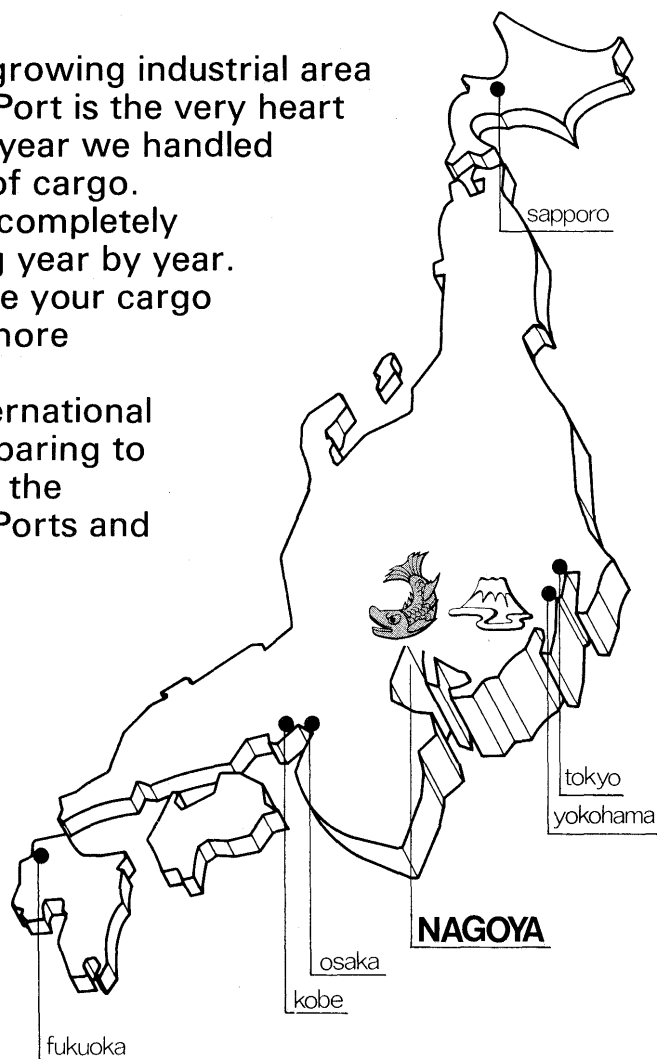 growing industrial area
Port is the very heart
year we handled
of cargo.
completely
year by year.
e your cargo
more
ernational
paring to
the
Ports and
sapporo
tokyo
yokohama
NAGOYA
osaka
kobe
fukuoka